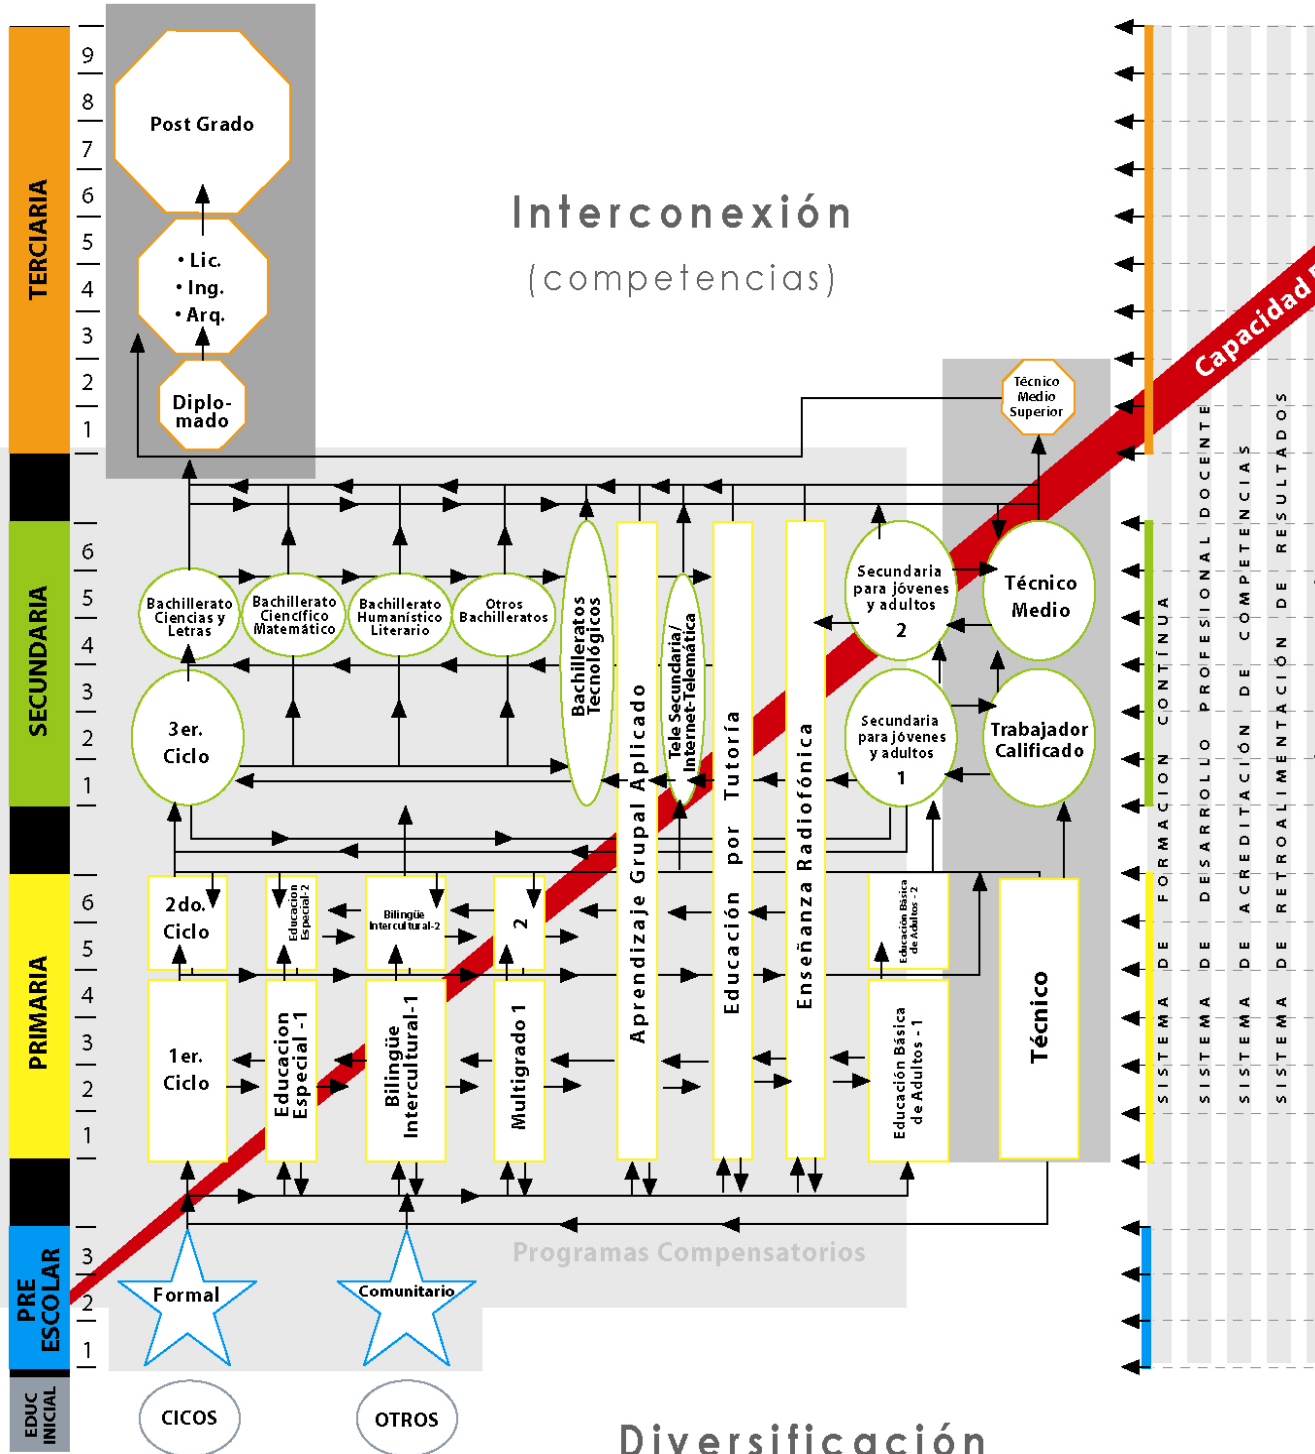 TERCIARIA
9
8
7
6
5
4
3
2
1
Post Grado
• Lic.
• Ing.
• Arq.
Diplo-
mado
Interconexión
(competencias)
Técnico
Medio
Superior
Capacidad
SECUNDARIA
6
5
4
3
2
1
Bachillerato
Ciencias y
Letras
Bachillerato
Cienciífico
Matemático
Bachillerato
Humanístico
Literario
Otros
Bachilleratos
Bachilleratos
Tecnológicos
Tele Secundaria/
Internet-Telemática
Secundaria
para jóvenes
y adultos
2
Técnico
Medio
3er.
Ciclo
Secundaria
para jóvenes
y adultos
1
Trabajador
Calificado
Aprendizaje Grupal Aplicado
Educación por Tutoría
Enseñanza Radiofónica
PRIMARIA
6
5
4
3
2
1
2do.
Ciclo
Educacion
Especial-2
Bilingüe
Intercultural-2
2
Educación Básica
de Adultos - 2
1er.
Ciclo
Educacion
Especial -1
Bilingüe
Intercultural-1
Multigrado 1
Educación Básica
de Adultos - 1
Técnico
PRE
ESCOLAR
3
2
1
Formal
Comunitario
Programas Compensatorios
EDUC
INICIAL
CICOS
OTROS
Diversificación
SISTEMA DE FORMACION CONTÍNUA
SISTEMA DE DESARROLLO PROFESIONAL DOCENTE
SISTEMA DE ACREDITACIÓN DE COMPETENCIAS
SISTEMA DE RETROALIMENTACIÓN DE RESULTADOS